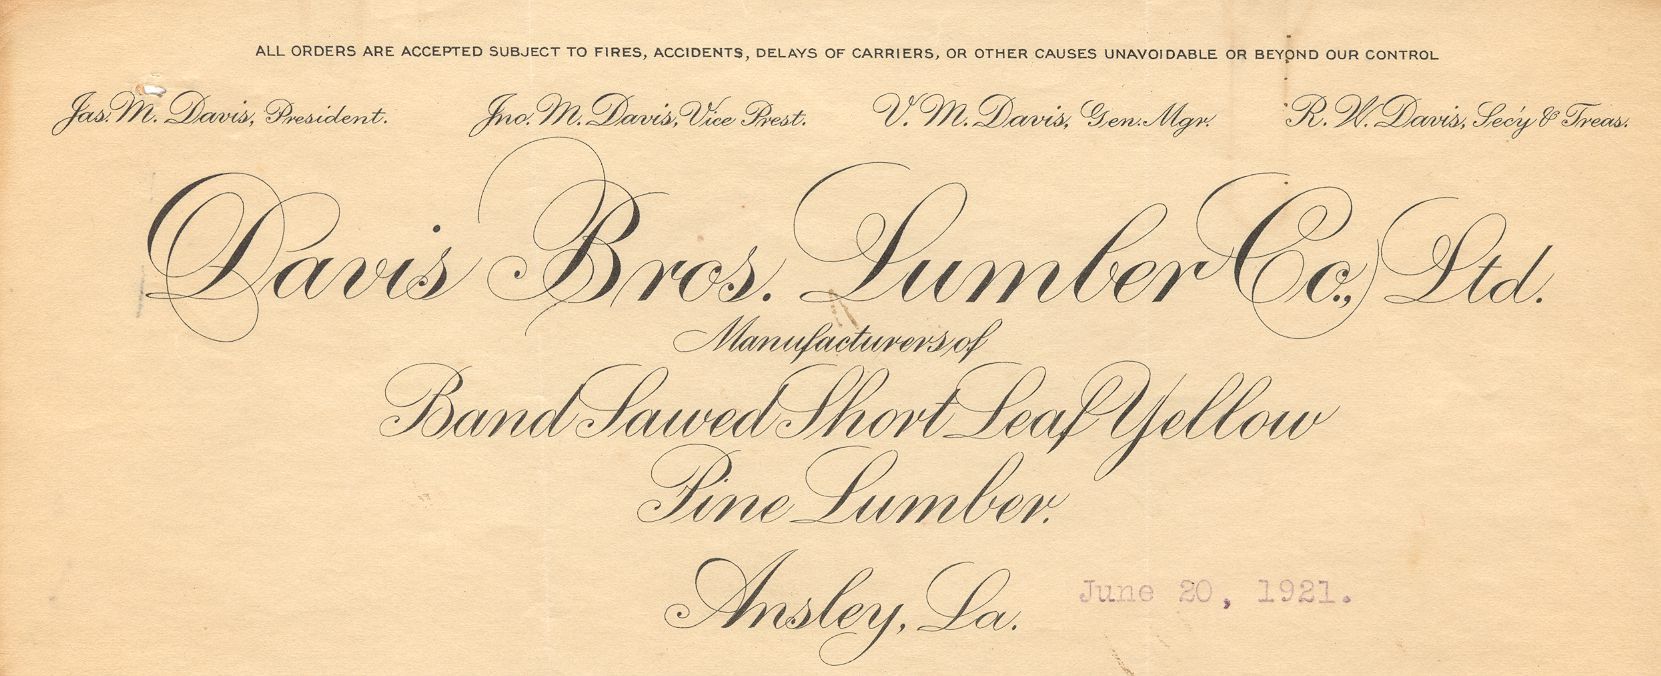 ALL ORDERS ARE ACCEPTED SUBJECT TO FIRES, ACCIDENTS, DELAYS OF CARRIERS, OR OTHER CAUSES UNAVOIDABLE OR BEYOND OUR CONTROL
Jas. M. Davis, President. Jno. M. Davis, Vice Prest. V. M. Davis, Gen. Mgr. R. W. Davis, Sec'y & Treas.
Davis Bros. Lumber Co., Ltd.
Manufacturers of
Band Sawed Short Leaf Yellow
Pine Lumber.
Ansley, La. June 20, 1921.